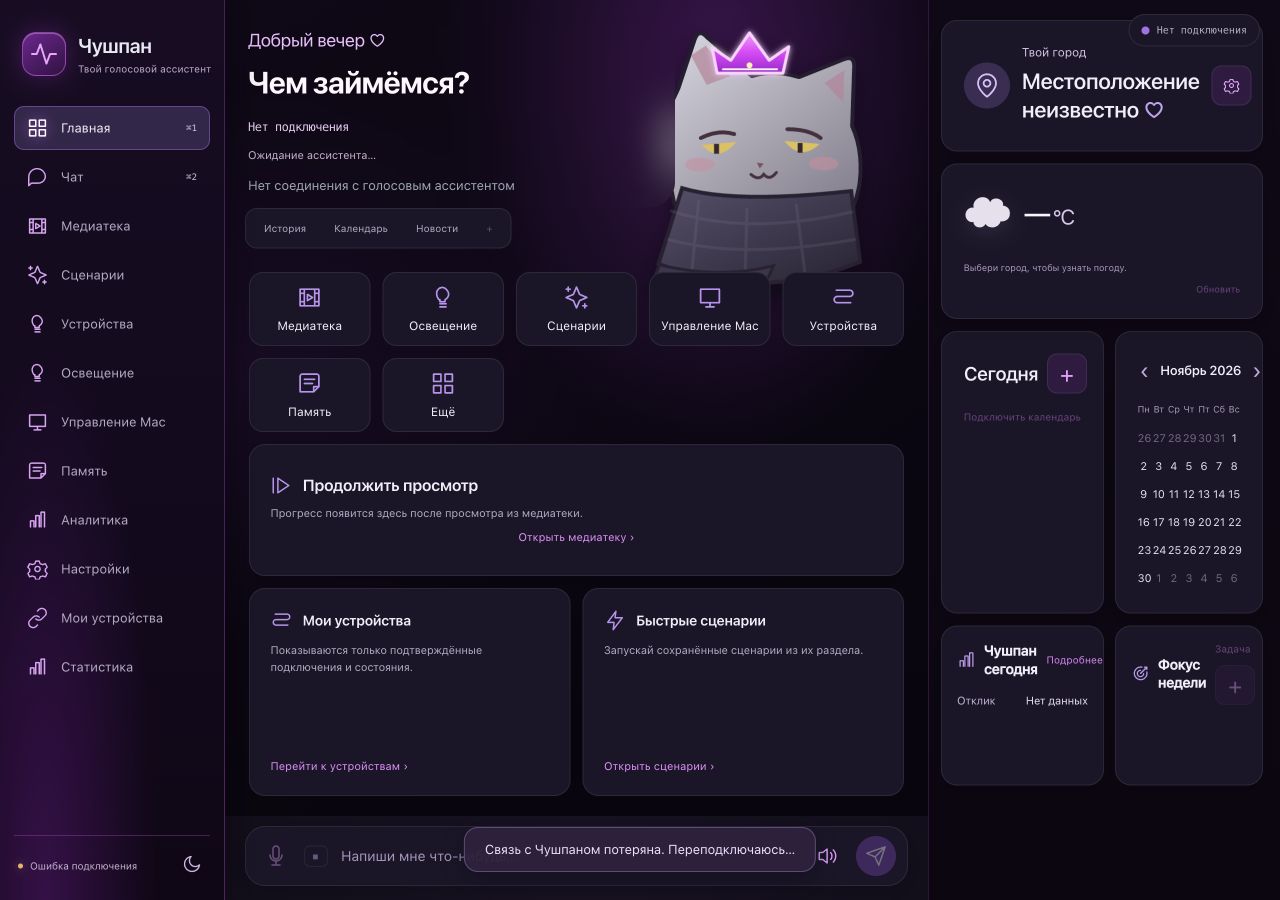 Чушпан
Твой голосовой ассистент
Главная ⌘1
Чат ⌘2
Медиатека
Сценарии
Устройства
Освещение
Управление Mac
Память
Аналитика
Настройки
Мои устройства
Статистика
Ошибка подключения
Добрый вечер
Чем займёмся?
Нет подключения
Ожидание ассистента…
Нет соединения с голосовым ассистентом
История Календарь Новости +
Медиатека Освещение Сценарии Управление Mac Устройства
Память Ещё
Продолжить просмотр
Прогресс появится здесь после просмотра из медиатеки.
Открыть медиатеку ›
Мои устройства
Показываются только подтверждённые
подключения и состояния.
Перейти к устройствам ›
Быстрые сценарии
Запускай сохранённые сценарии из их раздела.
Открыть сценарии ›
Напиши мне что-н
Связь с Чушпаном потеряна. Переподключаюсь…
Нет подключения
Твой город
Местоположение
неизвестно
—°C
Выбери город, чтобы узнать погоду.
Обновить
Сегодня +
Подключить календарь
‹ Ноябрь 2026 ›
Пн Вт Ср Чт Пт Сб Вс
26 27 28 29 30 31 1
2 3 4 5 6 7 8
9 10 11 12 13 14 15
16 17 18 19 20 21 22
23 24 25 26 27 28 29
30 1 2 3 4 5 6
Чушпан
сегодня
Подробнее
Отклик Нет данных
Фокус
недели
Задача
+